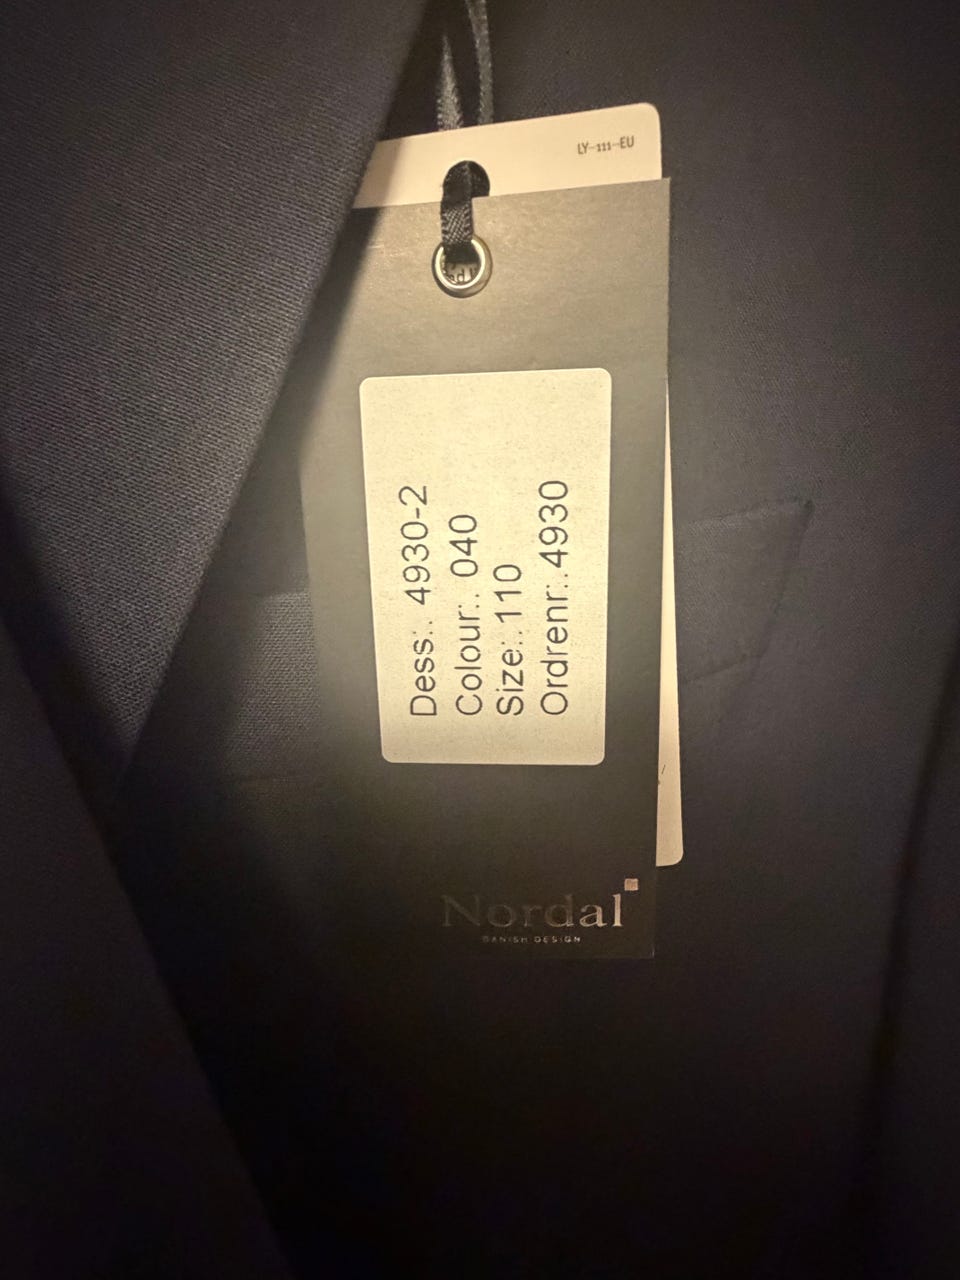 LY-111-EU
Dess:. 4930-2
Colour:. 040
Size:. 110
Ordrenr:. 4930
Nordal
DANISH DESIGN